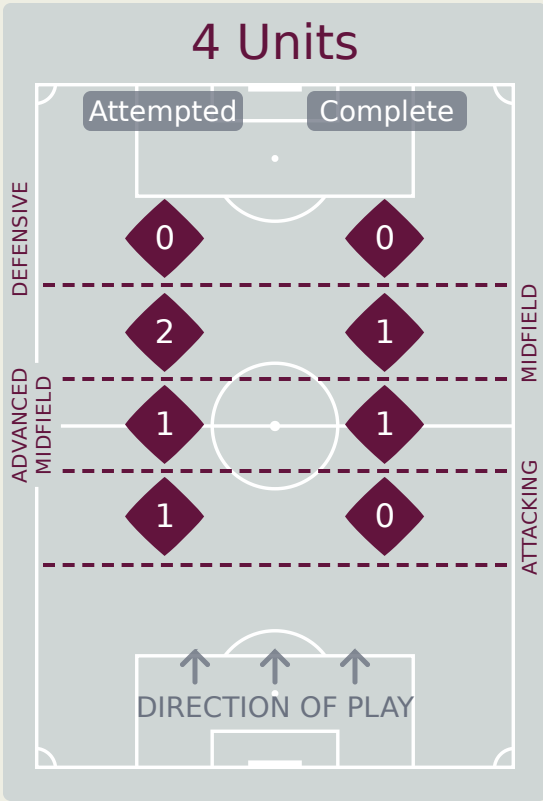 4 Units
Attempted
Complete
DEFENSIVE
0
0
MIDFIELD
2
1
ADVANCED
MIDFIELD
1
1
ATTACKING
1
0
DIRECTION OF PLAY